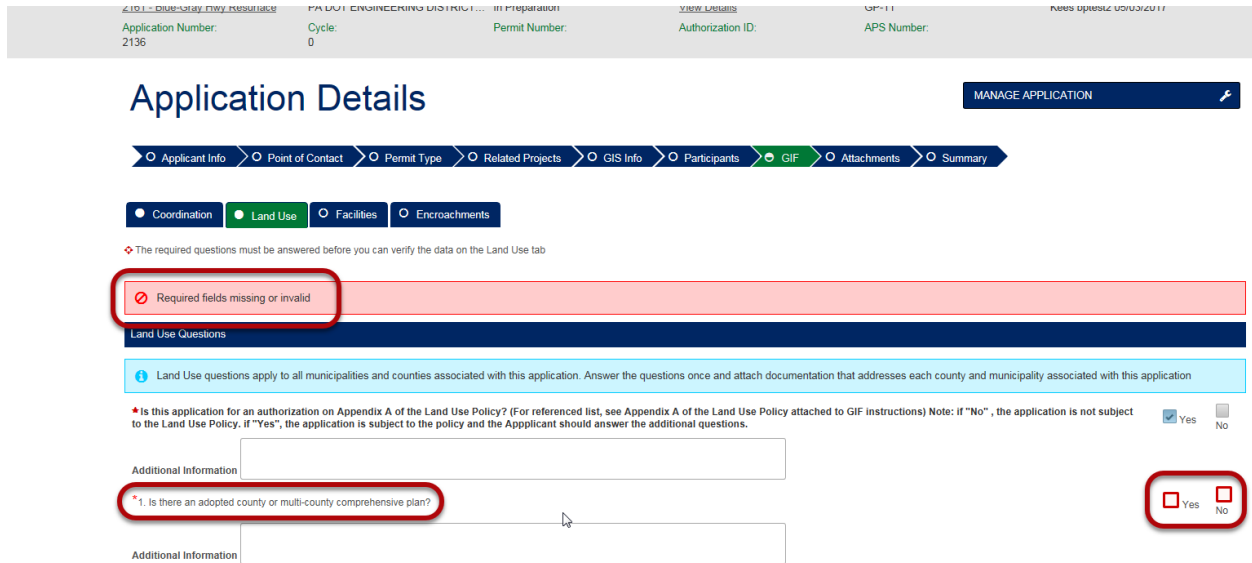 2161 - Blue-Gray Hwy Resurface PA DOT ENGINEERING DISTRICT... In Preparation View Details GP-11 Kees bptest2 05/03/2017
Application Number: Cycle: Permit Number: Authorization ID: APS Number:
2136 0
Application Details
MANAGE APPLICATION
Applicant Info Point of Contact Permit Type Related Projects GIS Info Participants GIF Attachments Summary
Coordination Land Use Facilities Encroachments
The required questions must be answered before you can verify the data on the Land Use tab
Required fields missing or invalid
Land Use Questions
Land Use questions apply to all municipalities and counties associated with this application. Answer the questions once and attach documentation that addresses each county and municipality associated with this application
*Is this application for an authorization on Appendix A of the Land Use Policy? (For referenced list, see Appendix A of the Land Use Policy attached to GIF instructions) Note: if "No" , the application is not subject
to the Land Use Policy. if "Yes", the application is subject to the policy and the Appplicant should answer the additional questions.
Yes No
Additional Information
*1. Is there an adopted county or multi-county comprehensive plan?
Yes No
Additional Information